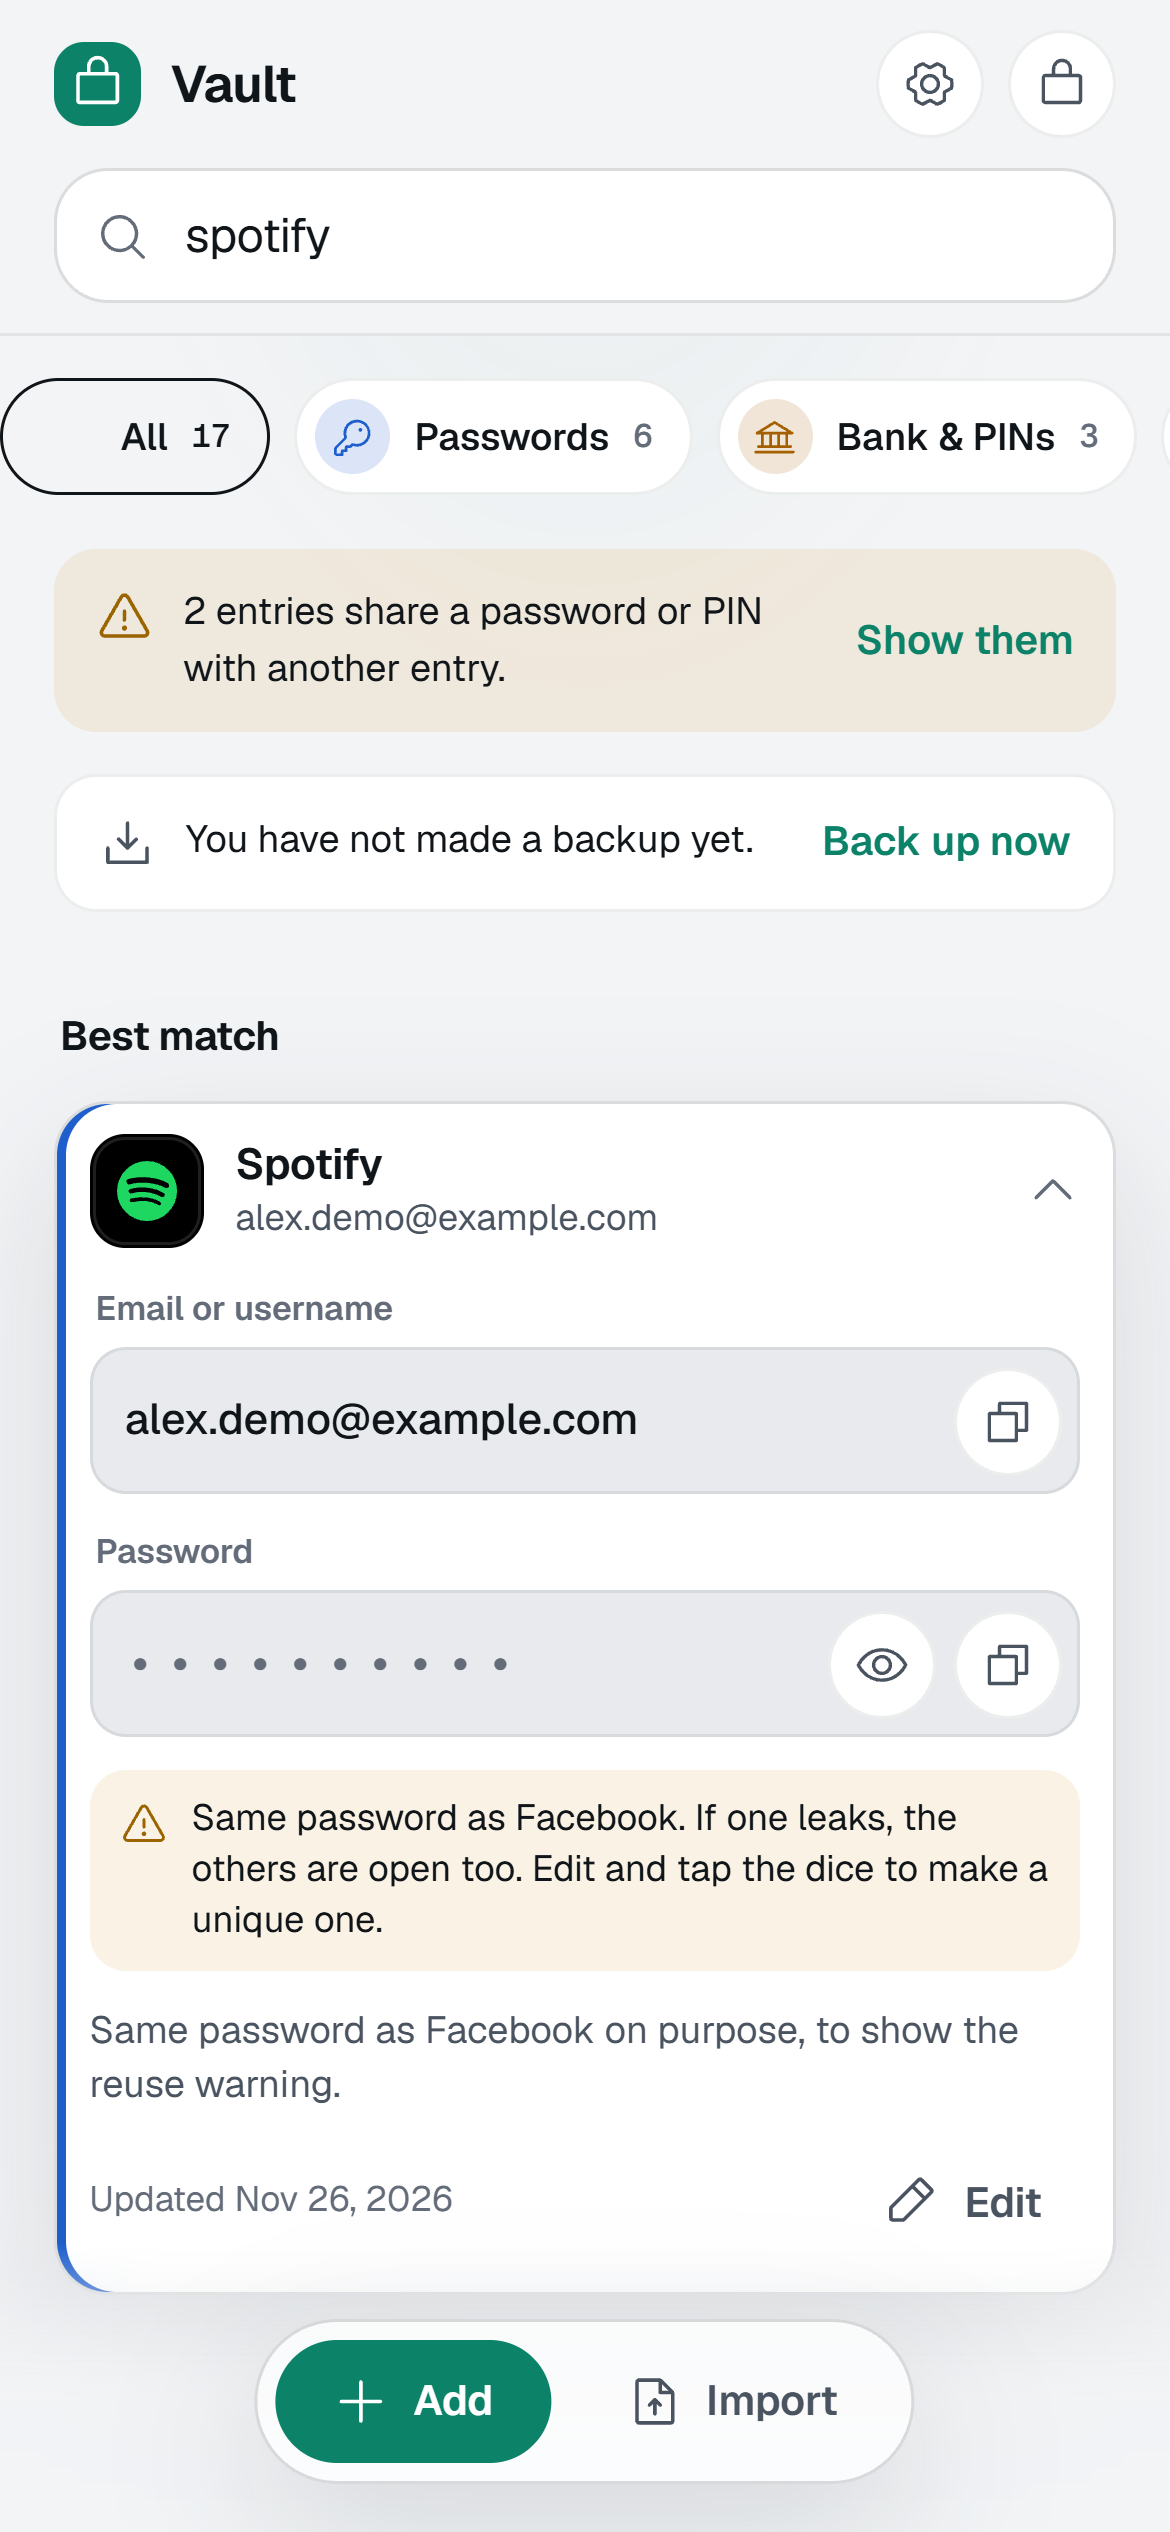 Vault
spotify
All 17
Passwords 6
Bank & PINs 3
2 entries share a password or PIN
with another entry.
Show them
You have not made a backup yet.
Back up now
Best match
Spotify
alex.demo@example.com
Email or username
alex.demo@example.com
Password
Same password as Facebook. If one leaks, the
others are open too. Edit and tap the dice to make a
unique one.
Same password as Facebook on purpose, to show the
reuse warning.
Updated Nov 26, 2026
Edit
Add
Import